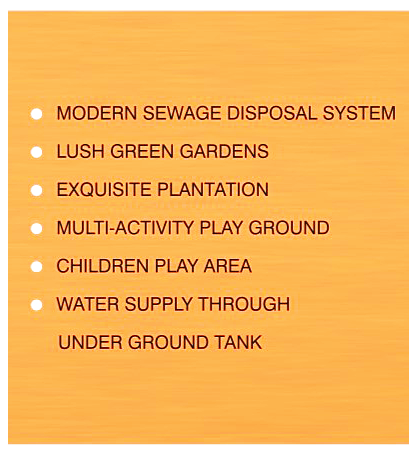 MODERN SEWAGE DISPOSAL SYSTEM
LUSH GREEN GARDENS
EXQUISITE PLANTATION
MULTI-ACTIVITY PLAY GROUND
CHILDREN PLAY AREA
WATER SUPPLY THROUGH
UNDER GROUND TANK